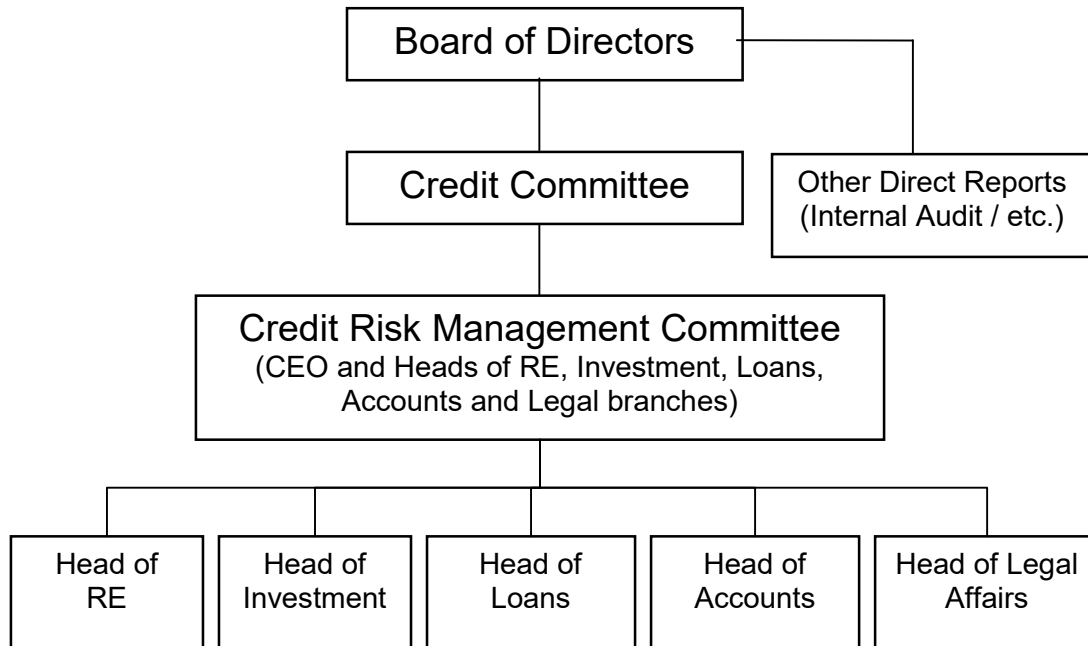 Board of Directors
Credit Committee
Other Direct Reports
(Internal Audit / etc.)
Credit Risk Management Committee
(CEO and Heads of RE, Investment, Loans,
Accounts and Legal branches)
Head of
RE
Head of
Investment
Head of
Loans
Head of
Accounts
Head of Legal
Affairs